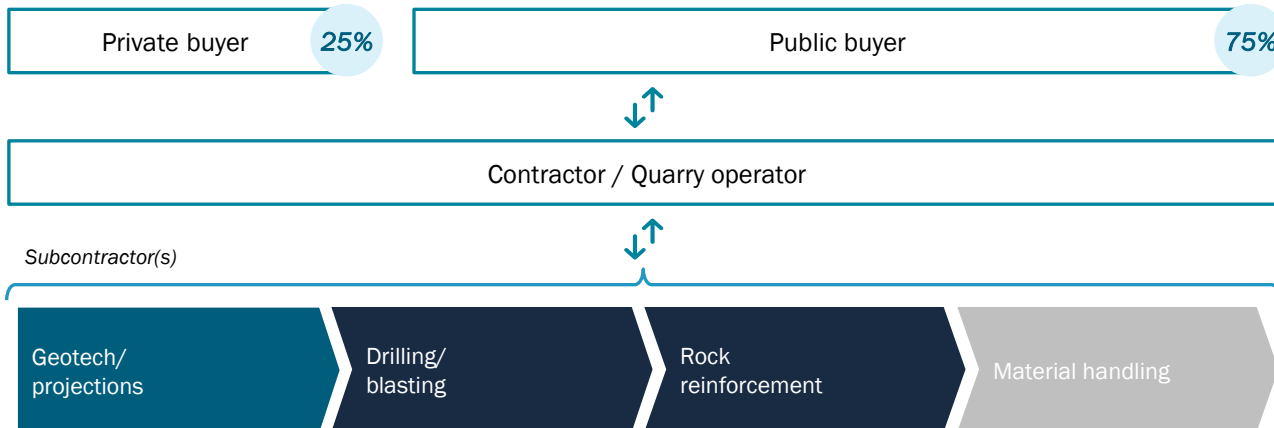 Private buyer
25%
Public buyer
75%
Contractor / Quarry operator
Subcontractor(s)
Geotech/
projections
Drilling/
blasting
Rock
reinforcement
Material handling